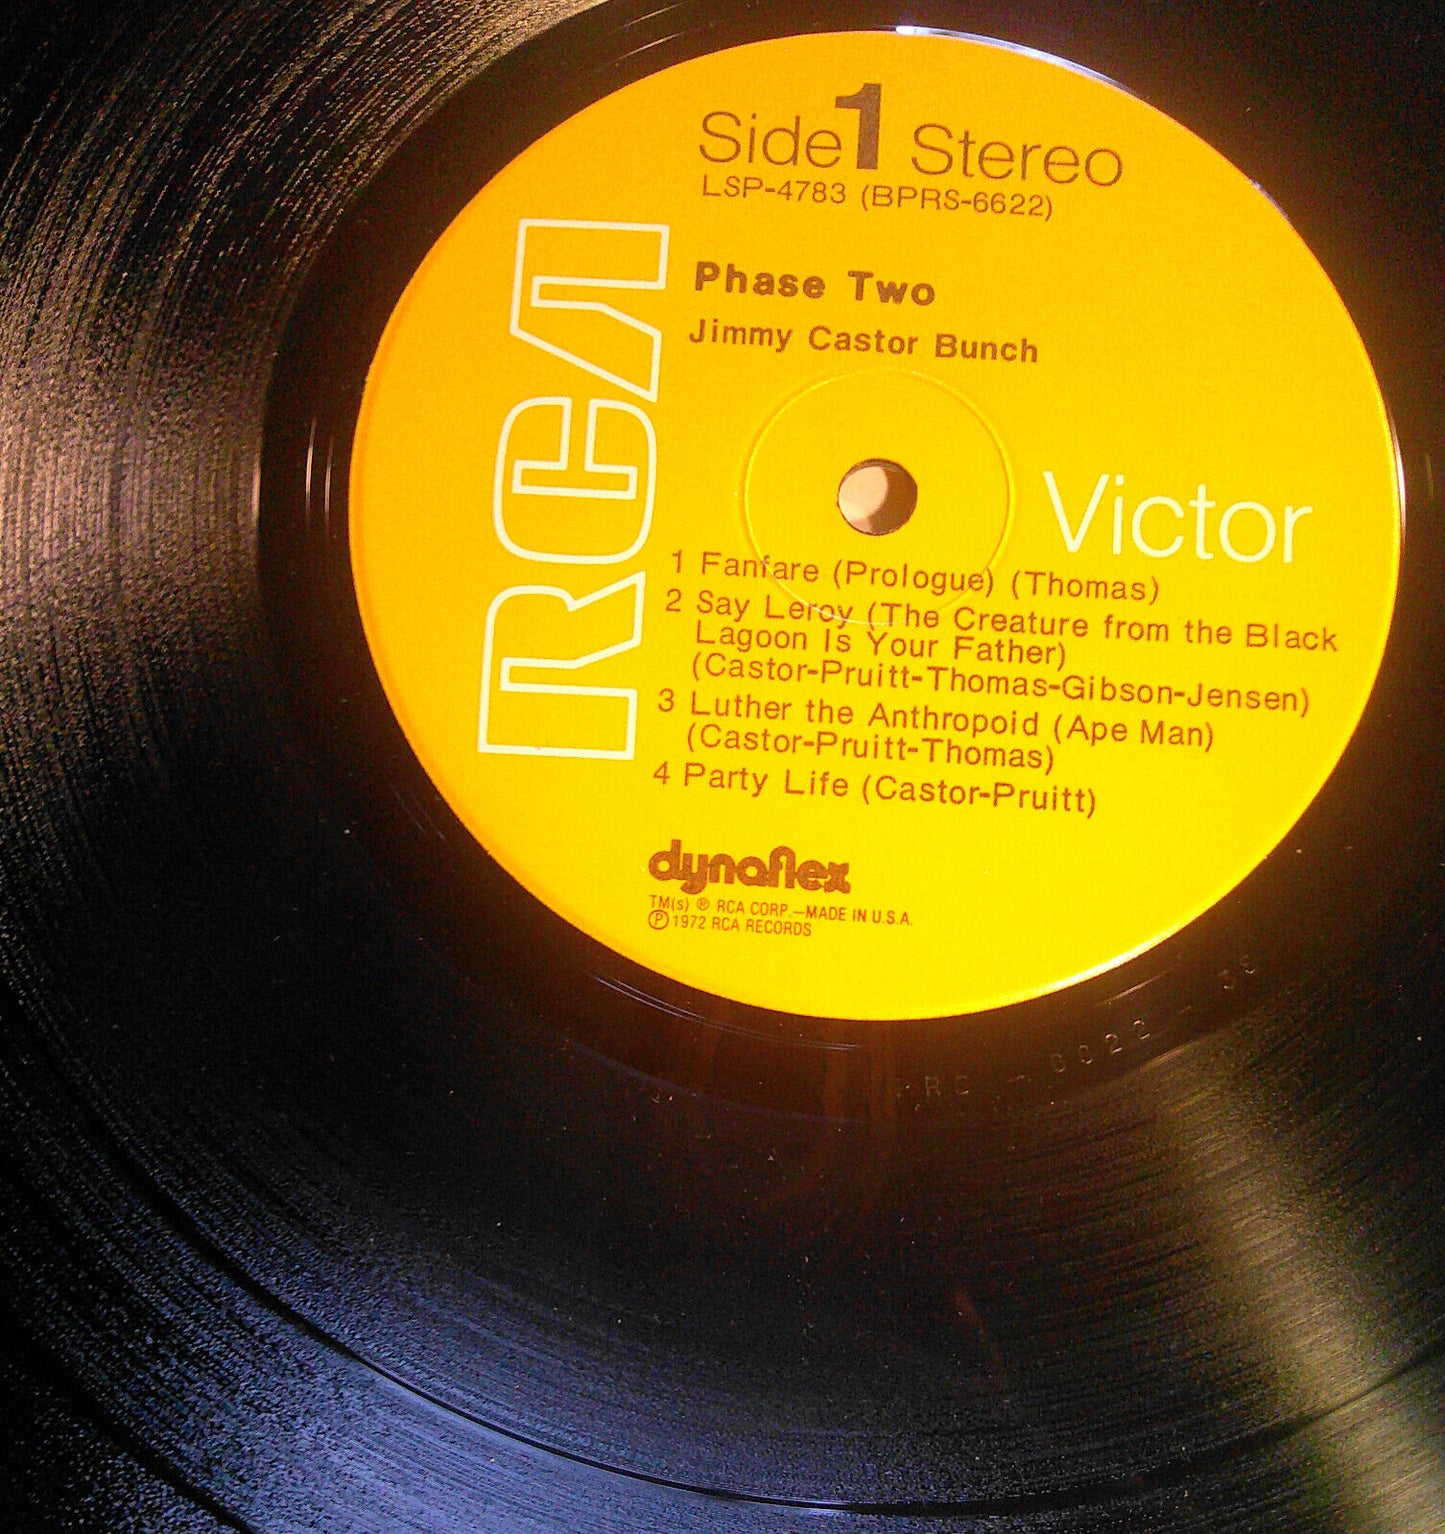 Side 1 Stereo
LSP-4783 (BPRS-6622)
Phase Two
Jimmy Castor Bunch
RCA
Victor
1 Fanfare (Prologue) (Thomas)
2 Say Leroy (The Creature from the Black
Lagoon Is Your Father)
(Castor-Pruitt-Thomas-Gibson-Jensen)
3 Luther the Anthropoid (Ape Man)
(Castor-Pruitt-Thomas)
4 Party Life (Castor-Pruitt)
dynaflex
TM(s) ® RCA CORP.—MADE IN U.S.A.
℗ 1972 RCA RECORDS